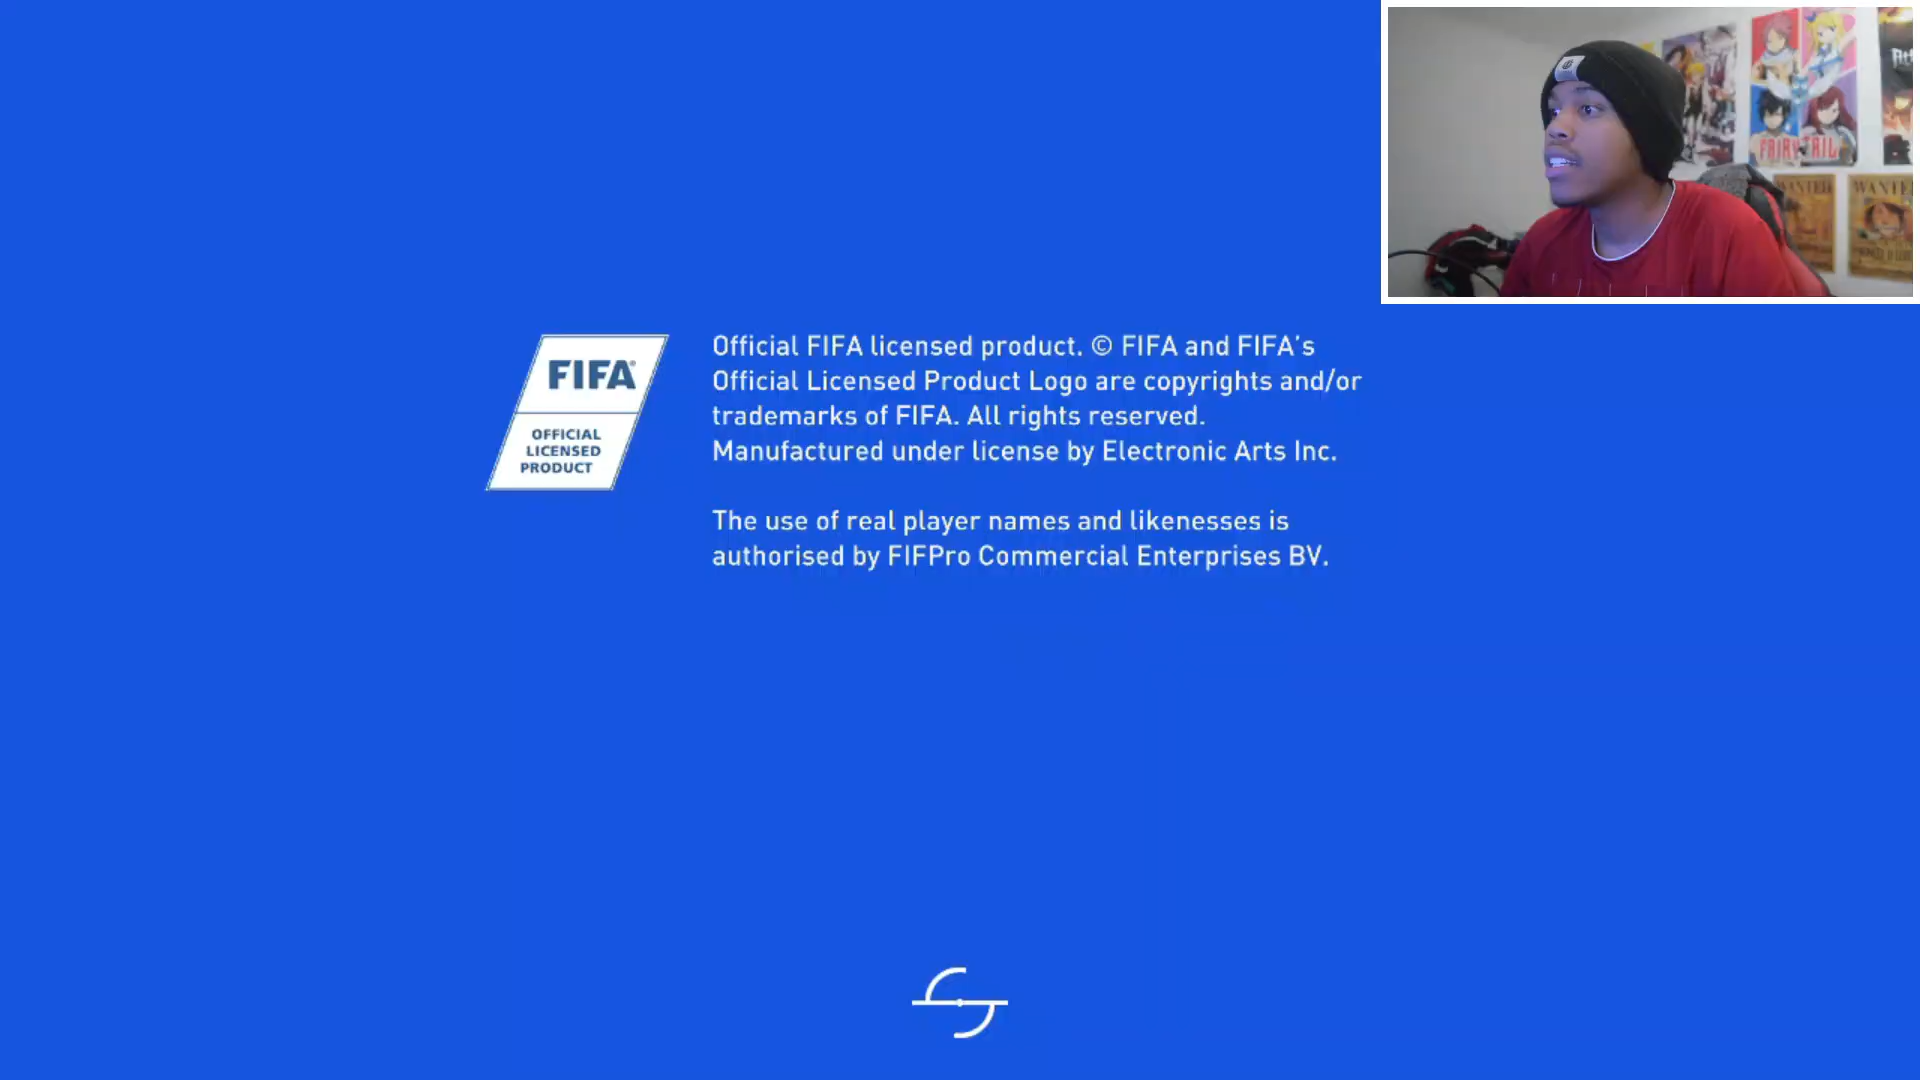 FIFA
OFFICIAL
LICENSED
PRODUCT
Official FIFA licensed product. © FIFA and FIFA's
Official Licensed Product Logo are copyrights and/or
trademarks of FIFA. All rights reserved.
Manufactured under license by Electronic Arts Inc.
The use of real player names and likenesses is
authorised by FIFPro Commercial Enterprises BV.
FAIRY TAIL
WANTED
WANTED